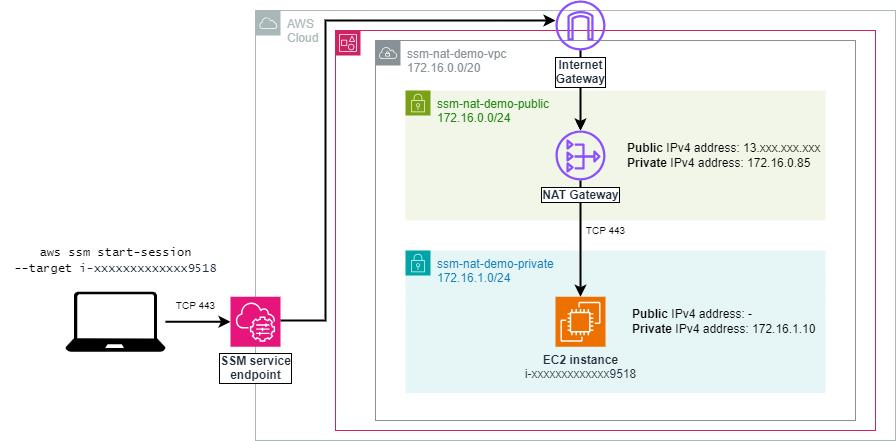 AWS
Cloud
ssm-nat-demo-vpc
172.16.0.0/20
Internet
Gateway
ssm-nat-demo-public
172.16.0.0/24
Public IPv4 address: 13.xxx.xxx.xxx
Private IPv4 address: 172.16.0.85
NAT Gateway
TCP 443
aws ssm start-session
--target i-xxxxxxxxxxxxx9518
TCP 443
SSM service
endpoint
ssm-nat-demo-private
172.16.1.0/24
Public IPv4 address: -
Private IPv4 address: 172.16.1.10
EC2 instance
i-xxxxxxxxxxxxx9518